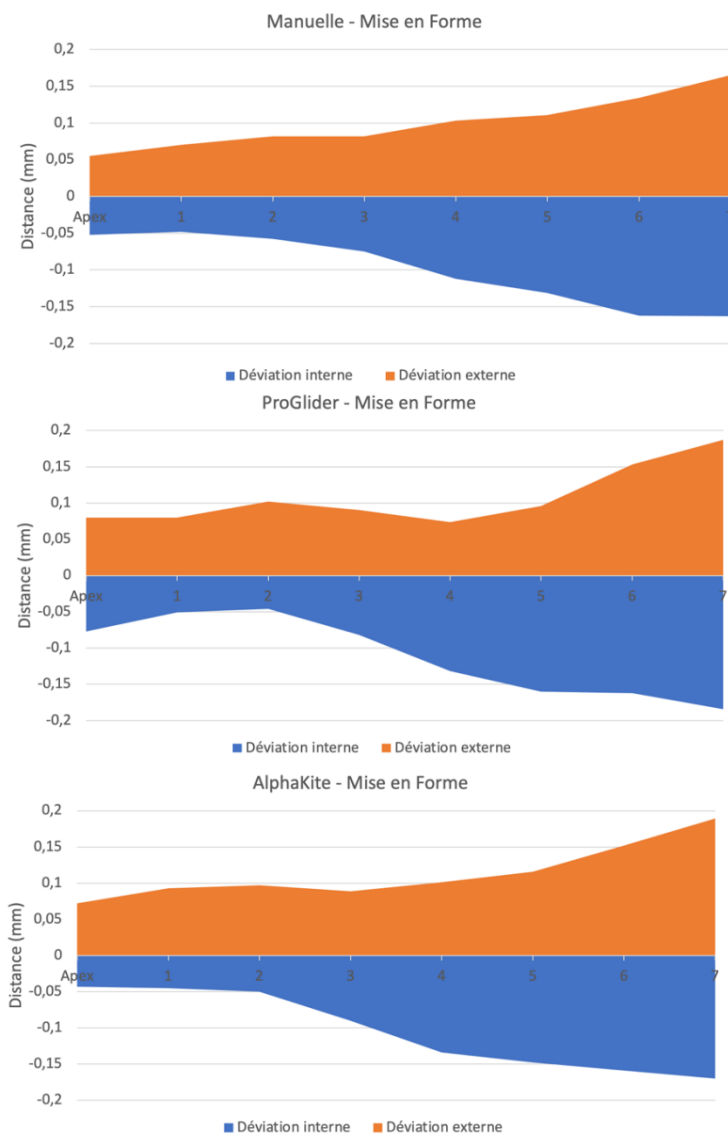 Manuelle - Mise en Forme
0,2
0,15
0,1
0,05
0
-0,05
-0,1
-0,15
-0,2
Distance (mm)
Apex 1 2 3 4 5 6
Déviation interne Déviation externe
ProGlider - Mise en Forme
0,2
0,15
0,1
0,05
0
-0,05
-0,1
-0,15
-0,2
Distance (mm)
Apex 1 2 3 4 5 6 7
Déviation interne Déviation externe
AlphaKite - Mise en Forme
0,2
0,15
0,1
0,05
0
-0,05
-0,1
-0,15
-0,2
Distance (mm)
Apex 1 2 3 4 5 6 7
Déviation interne Déviation externe